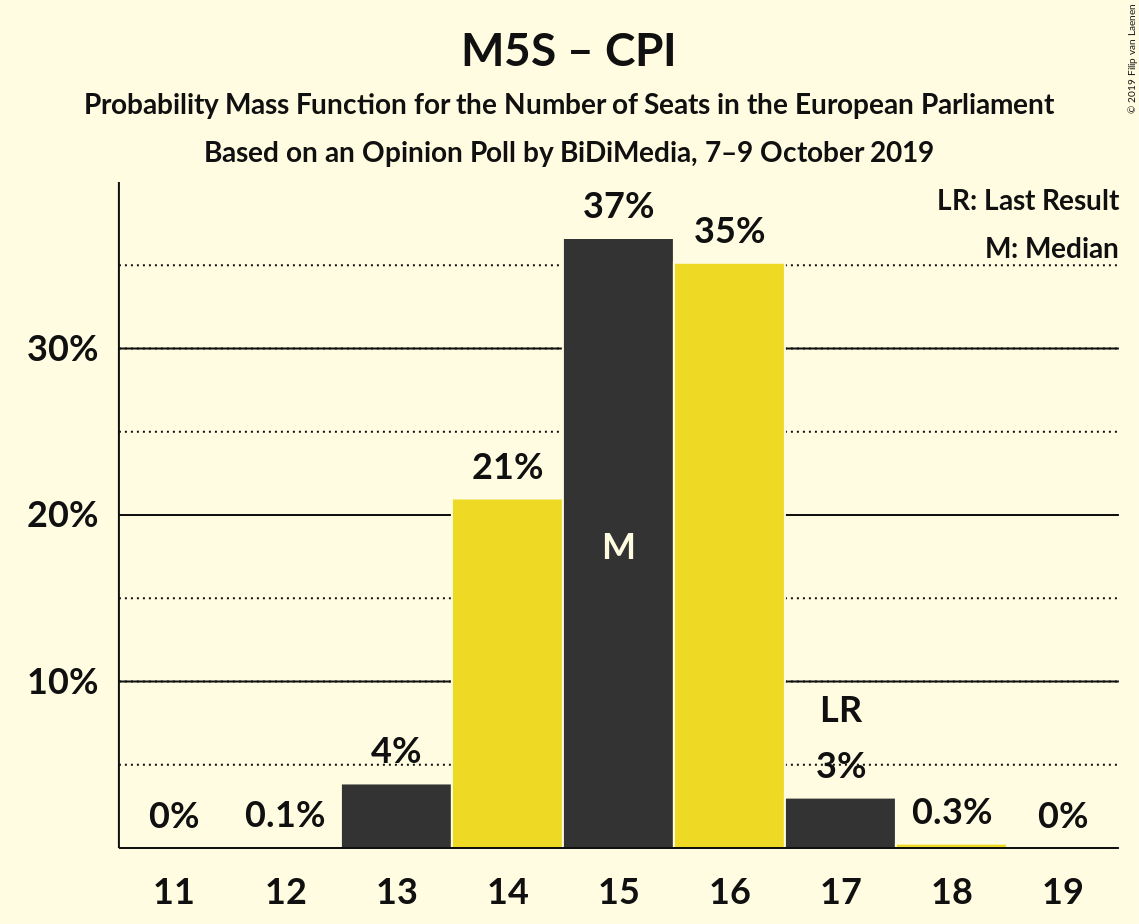 M5S – CPI
Probability Mass Function for the Number of Seats in the European Parliament
Based on an Opinion Poll by BiDiMedia, 7–9 October 2019
© 2019 Filip van Laenen
LR: Last Result
M: Median
37%
35%
30%
21%
20%
M
10%
LR
4%
3%
0%
0.1%
0.3%
0%
11 12 13 14 15 16 17 18 19